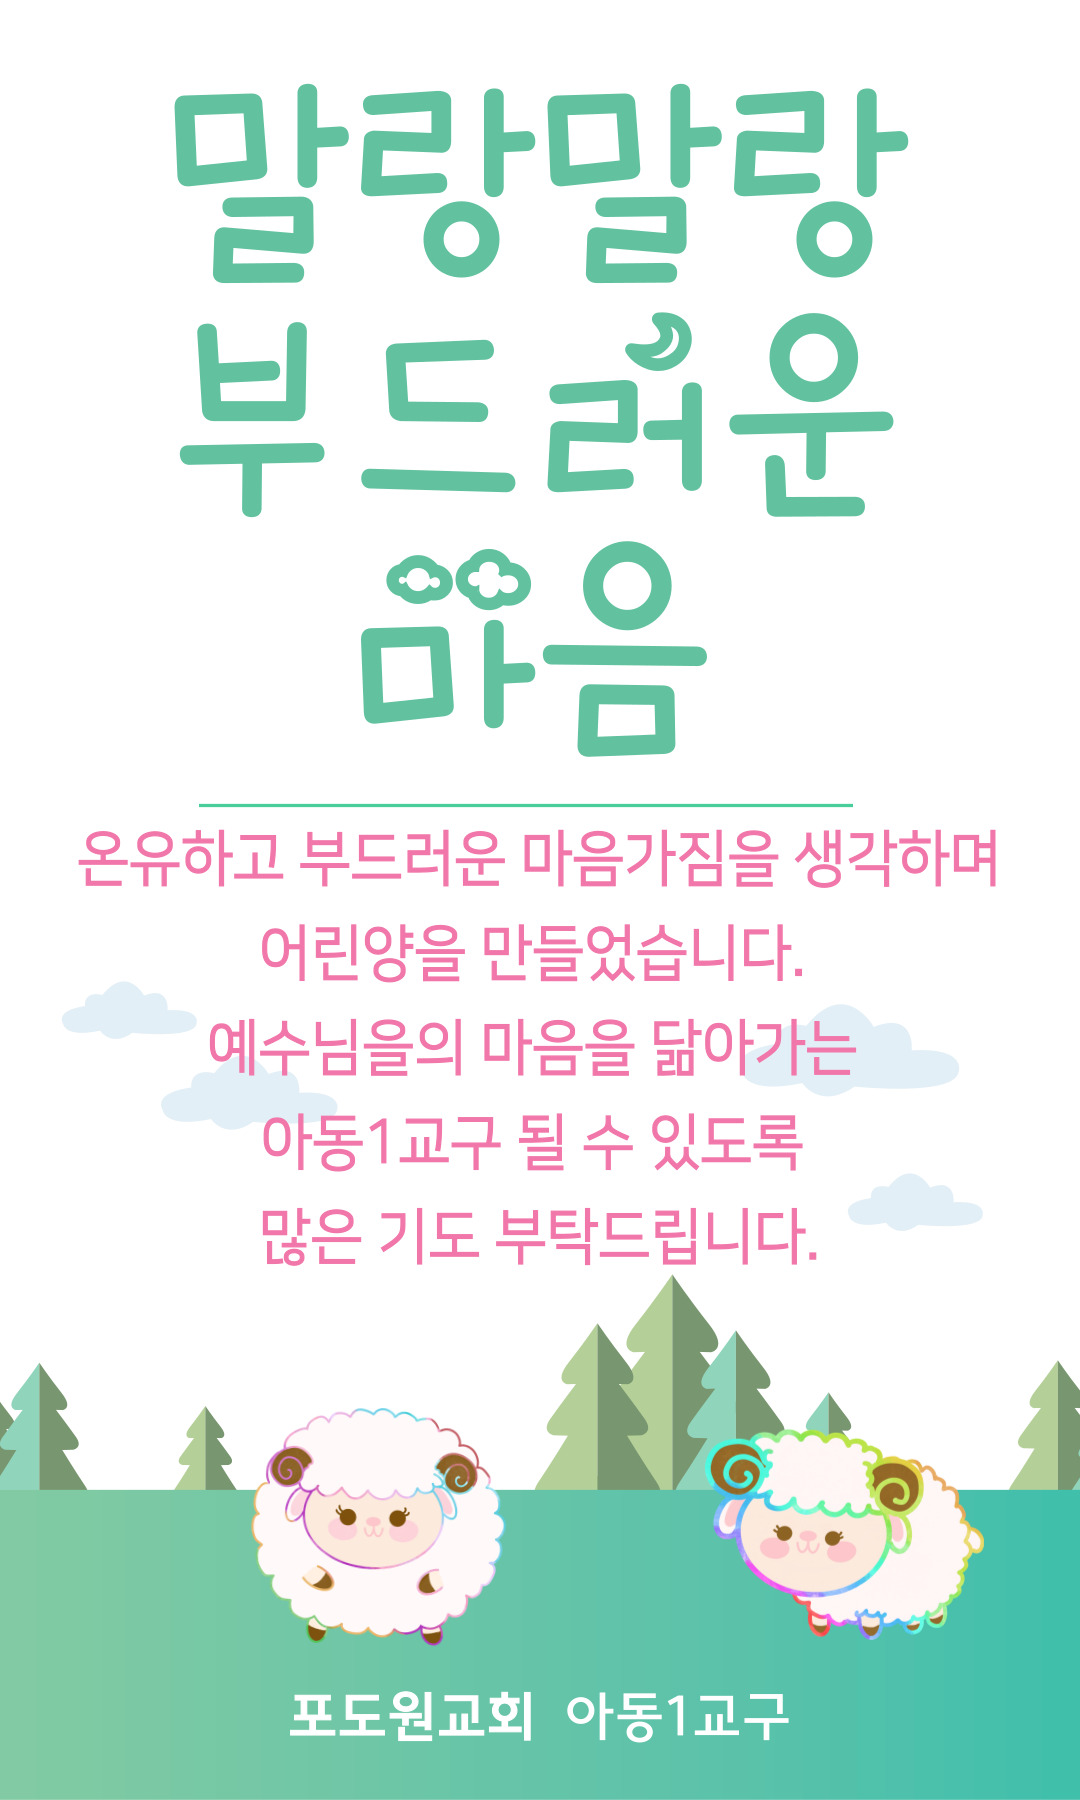 말랑말랑
부드러운
마음
온유하고 부드러운 마음가짐을 생각하며
어린양을 만들었습니다.
예수님을의 마음을 닮아가는
아동1교구 될 수 있도록
많은 기도 부탁드립니다.
포도원교회 아동1교구